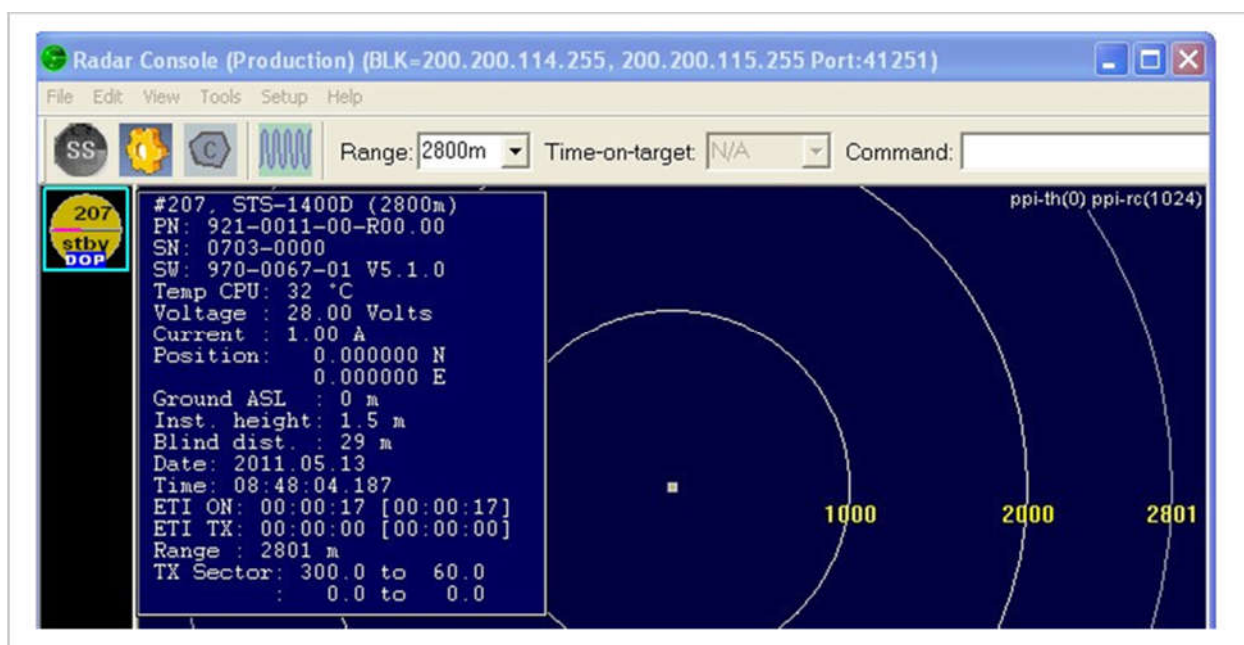 Radar Console (Production) (BLK=200.200.114.255, 200.200.115.255 Port:41251)
File Edit View Tools Setup Help
SS C Range: 2800m Time-on-target: N/A Command:
207
stby
DOP
#207, STS-1400D (2800m)
PN: 921-0011-00-R00.00
SN: 0703-0000
SW: 970-0067-01 V5.1.0
Temp CPU: 32 °C
Voltage : 28.00 Volts
Current : 1.00 A
Position: 0.000000 N
0.000000 E
Ground ASL : 0 m
Inst. height: 1.5 m
Blind dist. : 29 m
Date: 2011.05.13
Time: 08:48:04.187
ETI ON: 00:00:17 [00:00:17]
ETI TX: 00:00:00 [00:00:00]
Range : 2801 m
TX Sector: 300.0 to 60.0
: 0.0 to 0.0
ppi-th(0) ppi-rc(1024)
1000 2000 2801